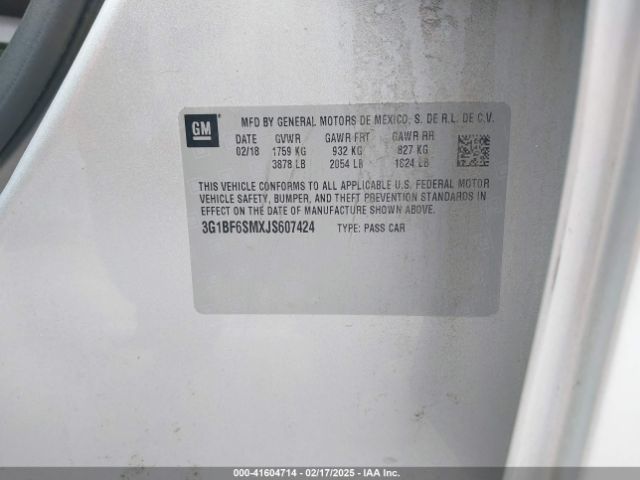 GM
MFD BY GENERAL MOTORS DE MEXICO, S. DE R.L. DE C.V.
DATE GVWR GAWR FRT GAWR RR
02/18 1759 KG 932 KG 827 KG
3878 LB 2054 LB 1824 LB
THIS VEHICLE CONFORMS TO ALL APPLICABLE U.S. FEDERAL MOTOR
VEHICLE SAFETY, BUMPER, AND THEFT PREVENTION STANDARDS IN
EFFECT ON THE DATE OF MANUFACTURE SHOWN ABOVE.
3G1BF6SMXJS607424 TYPE: PASS CAR
000-41604714 - 02/17/2025 - IAA Inc.